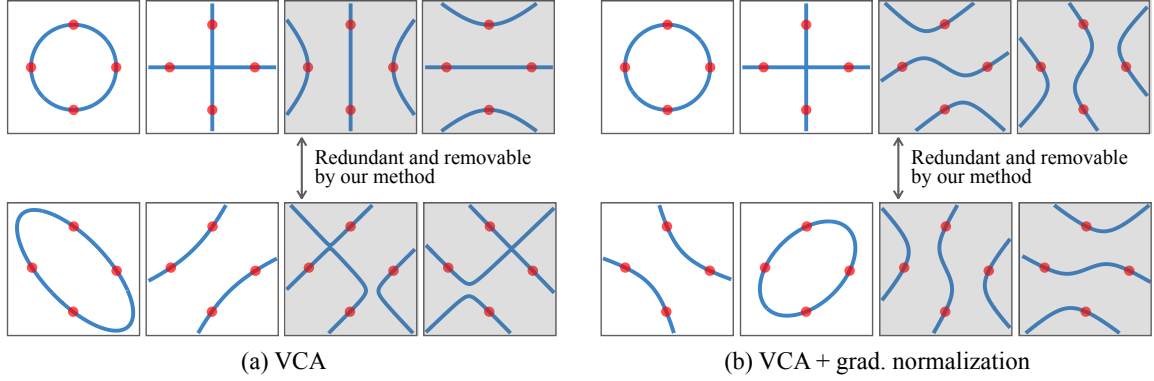 Redundant and removable
by our method
Redundant and removable
by our method
(a) VCA
(b) VCA + grad. normalization